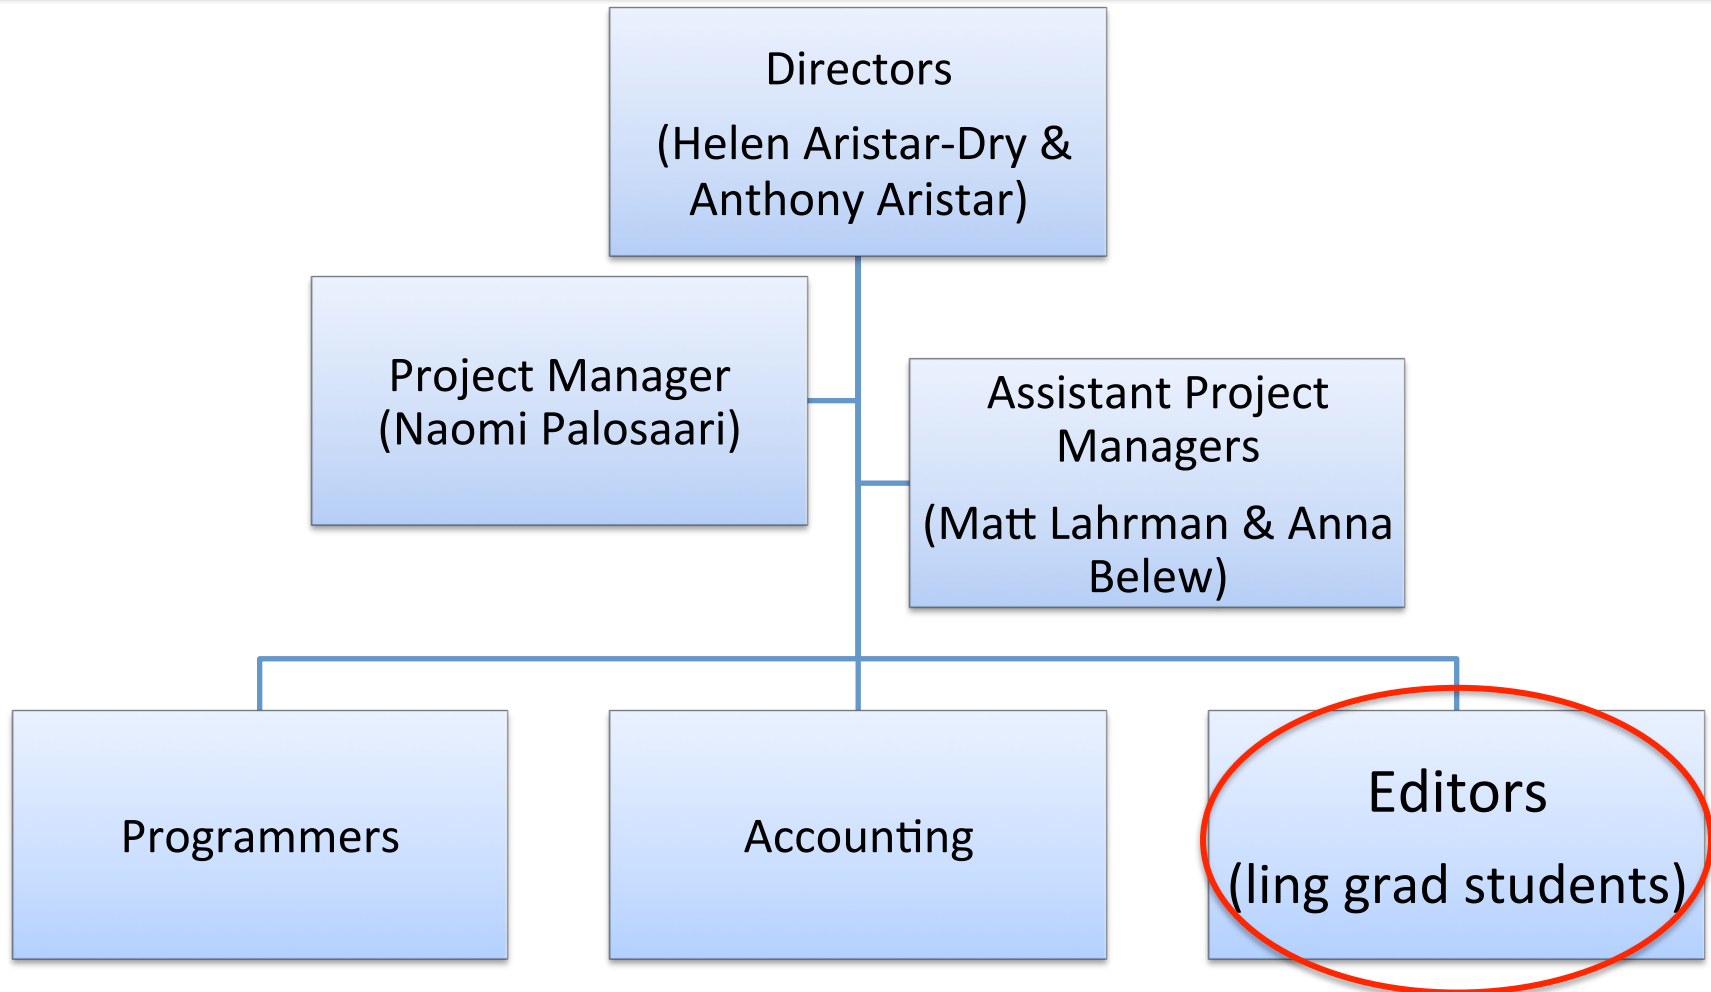 Directors
(Helen Aristar-Dry &
Anthony Aristar)
Project Manager
(Naomi Palosaari)
Assistant Project
Managers
(Matt Lahrman & Anna
Belew)
Programmers
Accounting
Editors
(ling grad students)